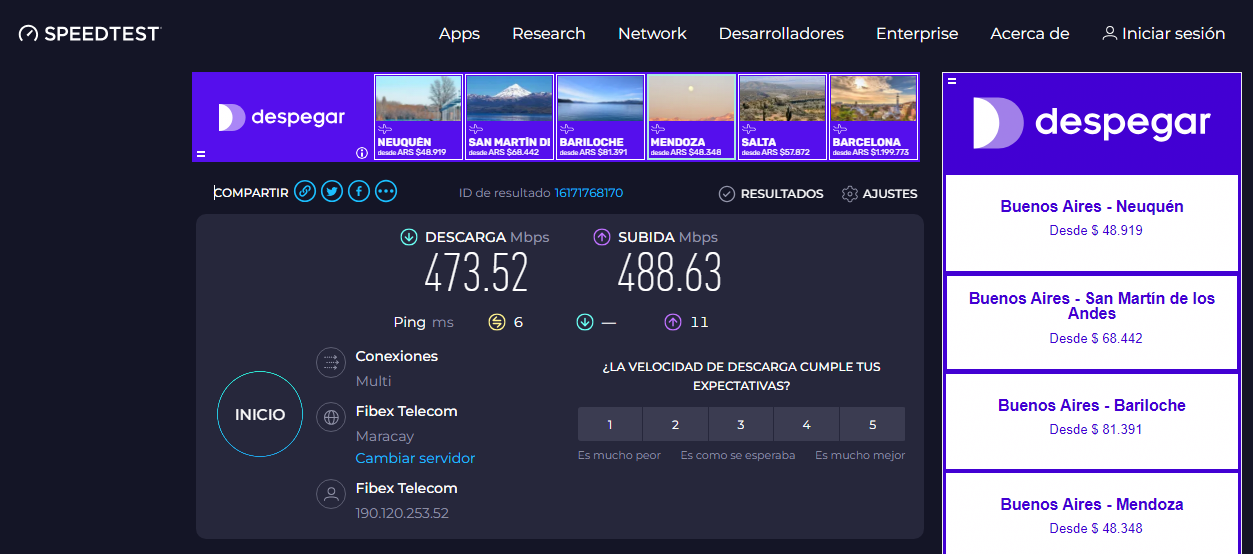 SPEEDTEST
Apps Research Network Desarrolladores Enterprise Acerca de Iniciar sesión
despegar
NEUQUÉN
desde ARS $48.919
SAN MARTÍN DI
desde ARS $68.442
BARILOCHE
desde ARS $81.391
MENDOZA
desde ARS $48.348
SALTA
desde ARS $57.872
BARCELONA
desde ARS $1.199.773
COMPARTIR
ID de resultado 16171768170
RESULTADOS
AJUSTES
DESCARGA Mbps
473.52
SUBIDA Mbps
488.63
Ping ms 6 — 11
INICIO
Conexiones
Multi
Fibex Telecom
Maracay
Cambiar servidor
Fibex Telecom
190.120.253.52
¿LA VELOCIDAD DE DESCARGA CUMPLE TUS
EXPECTATIVAS?
1 2 3 4 5
Es mucho peor Es como se esperaba Es mucho mejor
despegar
Buenos Aires - Neuquén
Desde $ 48.919
Buenos Aires - San Martín de los
Andes
Desde $ 68.442
Buenos Aires - Bariloche
Desde $ 81.391
Buenos Aires - Mendoza
Desde $ 48.348